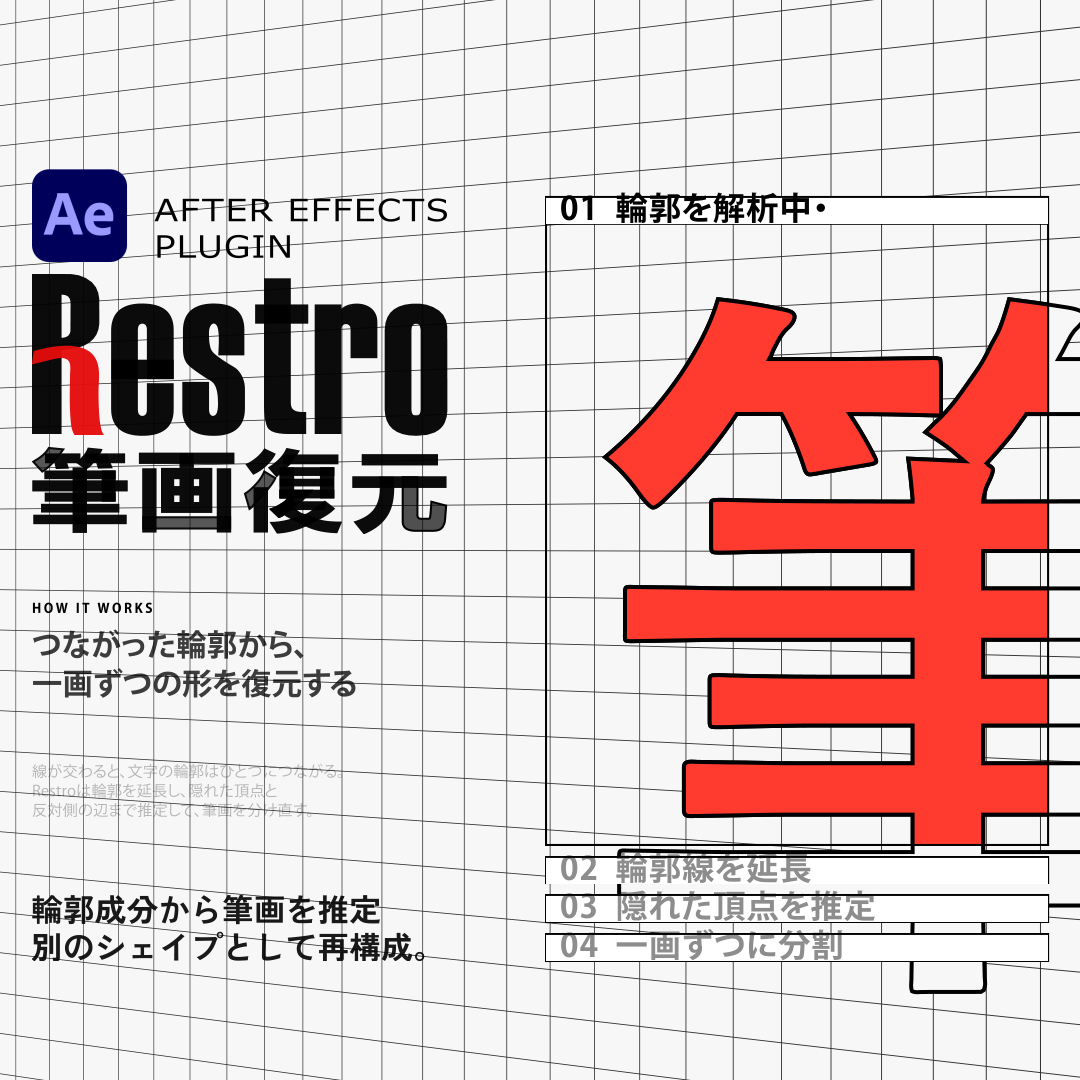 Ae
AFTER EFFECTS
PLUGIN
Restro
筆画復元
HOW IT WORKS
つながった輪郭から、
一画ずつの形を復元する
線が交わると、文字の輪郭はひとつにつながる。
Restroは輪郭を延長し、隠れた頂点と
反対側の辺まで推定して、筆画を分け直す。
輪郭成分から筆画を推定
別のシェイプとして再構成。
01 輪郭を解析中・
筆
02 輪郭線を延長
03 隠れた頂点を推定
04 一画ずつに分割